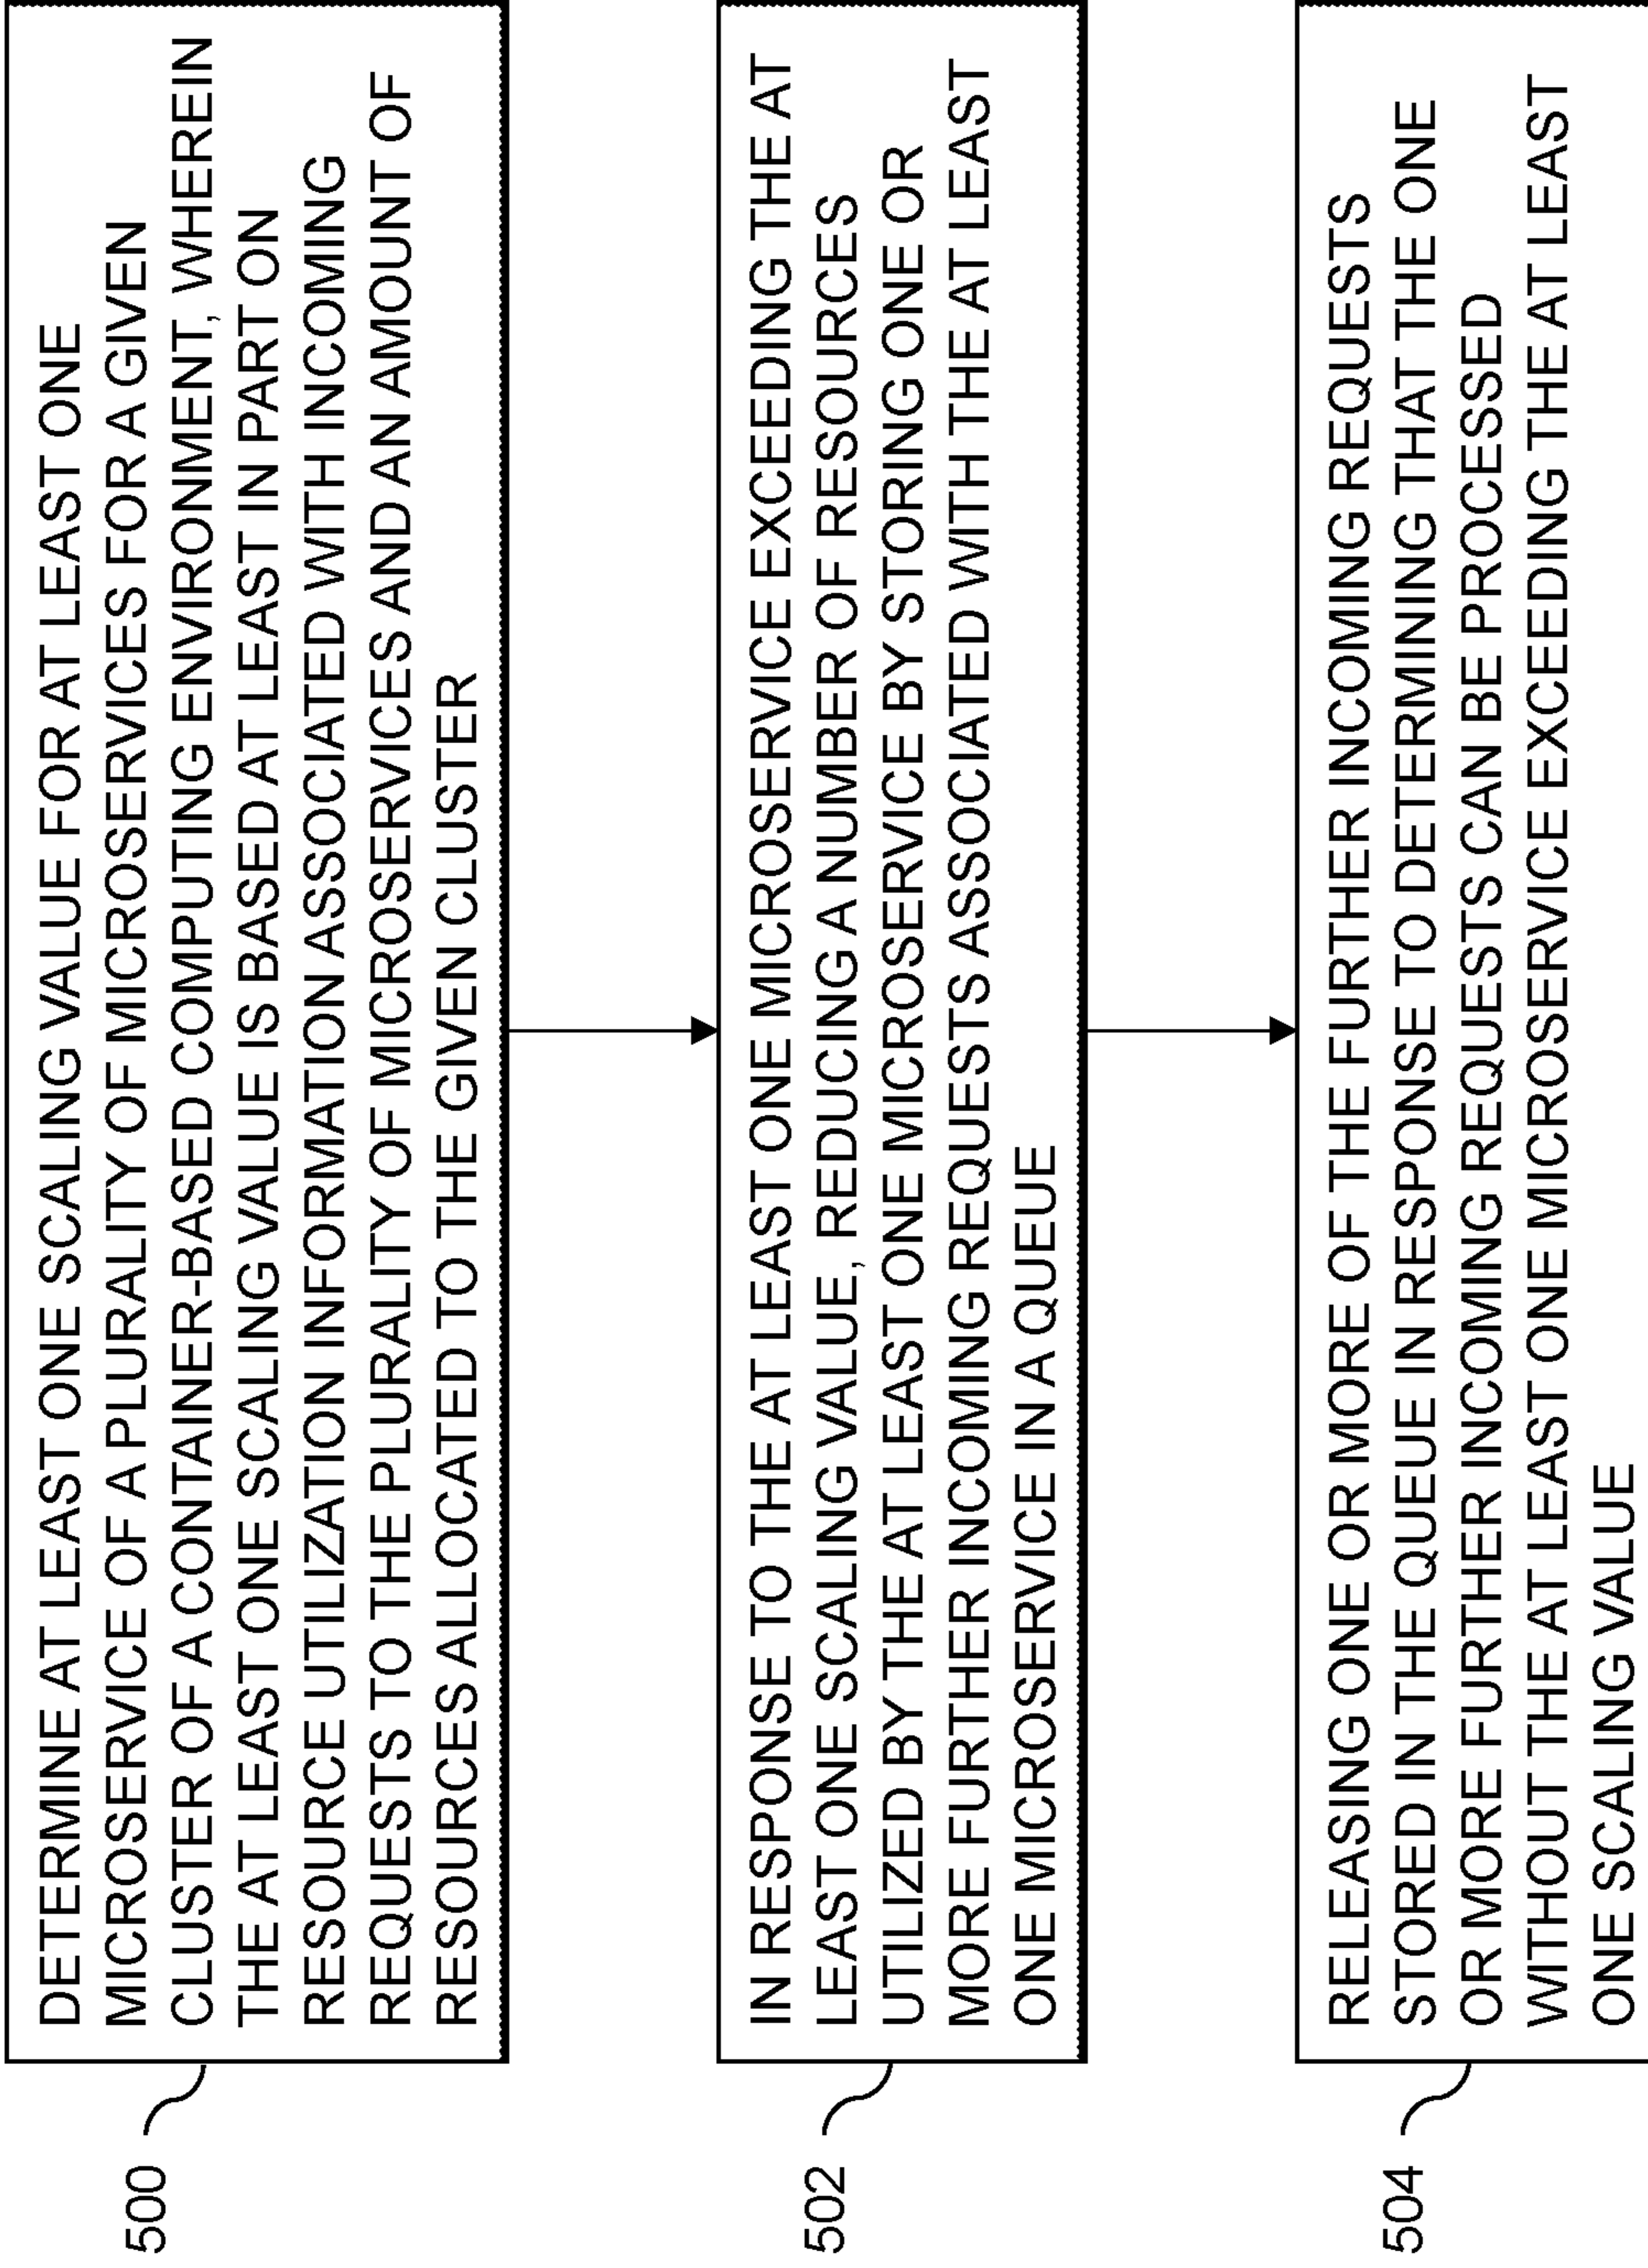 DETERMINE AT LEAST ONE SCALING VALUE FOR AT LEAST ONE
MICROSERVICE OF A PLURALITY OF MICROSERVICES FOR A GIVEN
CLUSTER OF A CONTAINER-BASED COMPUTING ENVIRONMENT, WHEREIN
THE AT LEAST ONE SCALING VALUE IS BASED AT LEAST IN PART ON
RESOURCE UTILIZATION INFORMATION ASSOCIATED WITH INCOMING
REQUESTS TO THE PLURALITY OF MICROSERVICES AND AN AMOUNT OF
RESOURCES ALLOCATED TO THE GIVEN CLUSTER
500
IN RESPONSE TO THE AT LEAST ONE MICROSERVICE EXCEEDING THE AT
LEAST ONE SCALING VALUE, REDUCING A NUMBER OF RESOURCES
UTILIZED BY THE AT LEAST ONE MICROSERVICE BY STORING ONE OR
MORE FURTHER INCOMING REQUESTS ASSOCIATED WITH THE AT LEAST
ONE MICROSERVICE IN A QUEUE
502
RELEASING ONE OR MORE OF THE FURTHER INCOMING REQUESTS
STORED IN THE QUEUE IN RESPONSE TO DETERMINING THAT THE ONE
OR MORE FURTHER INCOMING REQUESTS CAN BE PROCESSED
WITHOUT THE AT LEAST ONE MICROSERVICE EXCEEDING THE AT LEAST
ONE SCALING VALUE
504